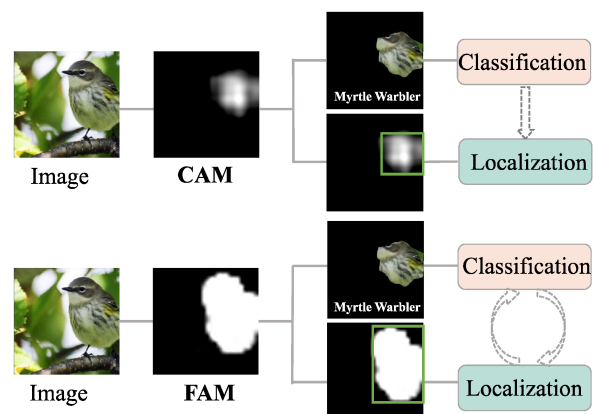 Myrtle Warbler
Classification
Image
CAM
Localization
Myrtle Warbler
Classification
Image
FAM
Localization